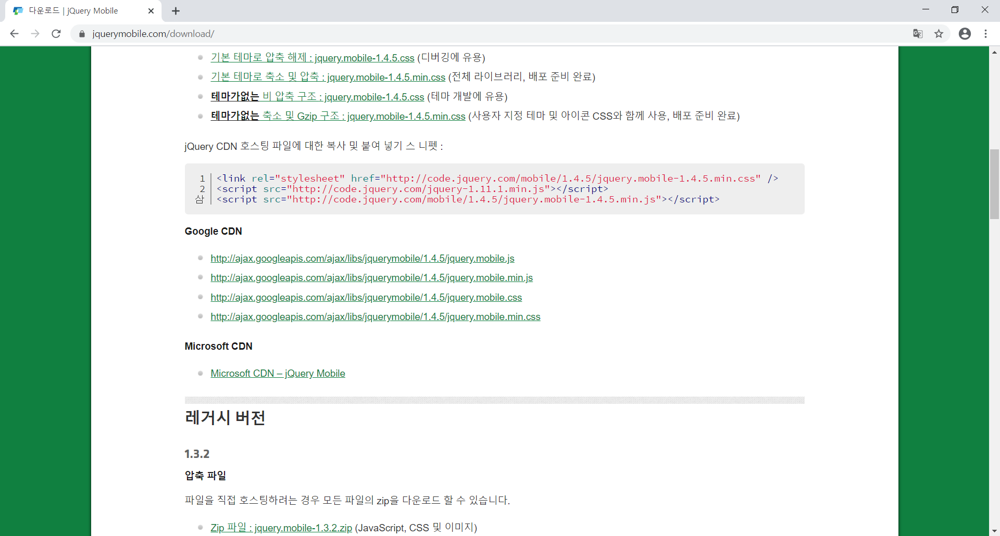 다운로드 | jQuery Mobile
jquerymobile.com/download/
기본 테마로 압축 해제 : jquery.mobile-1.4.5.css (디버깅에 유용)
기본 테마로 축소 및 압축 : jquery.mobile-1.4.5.min.css (전체 라이브러리, 배포 준비 완료)
테마가없는 비 압축 구조 : jquery.mobile-1.4.5.css (테마 개발에 유용)
테마가없는 축소 및 Gzip 구조 : jquery.mobile-1.4.5.min.css (사용자 지정 테마 및 아이콘 CSS와 함께 사용, 배포 준비 완료)
jQuery CDN 호스팅 파일에 대한 복사 및 붙여 넣기 스 니펫 :
1 <link rel="stylesheet" href="http://code.jquery.com/mobile/1.4.5/jquery.mobile-1.4.5.min.css" />
2 <script src="http://code.jquery.com/jquery-1.11.1.min.js"></script>
삼 <script src="http://code.jquery.com/mobile/1.4.5/jquery.mobile-1.4.5.min.js"></script>
Google CDN
http://ajax.googleapis.com/ajax/libs/jquerymobile/1.4.5/jquery.mobile.js
http://ajax.googleapis.com/ajax/libs/jquerymobile/1.4.5/jquery.mobile.min.js
http://ajax.googleapis.com/ajax/libs/jquerymobile/1.4.5/jquery.mobile.css
http://ajax.googleapis.com/ajax/libs/jquerymobile/1.4.5/jquery.mobile.min.css
Microsoft CDN
Microsoft CDN – jQuery Mobile
레거시 버전
1.3.2
압축 파일
파일을 직접 호스팅하려는 경우 모든 파일의 zip을 다운로드 할 수 있습니다.
Zip 파일 : jquery.mobile-1.3.2.zip (JavaScript, CSS 및 이미지)